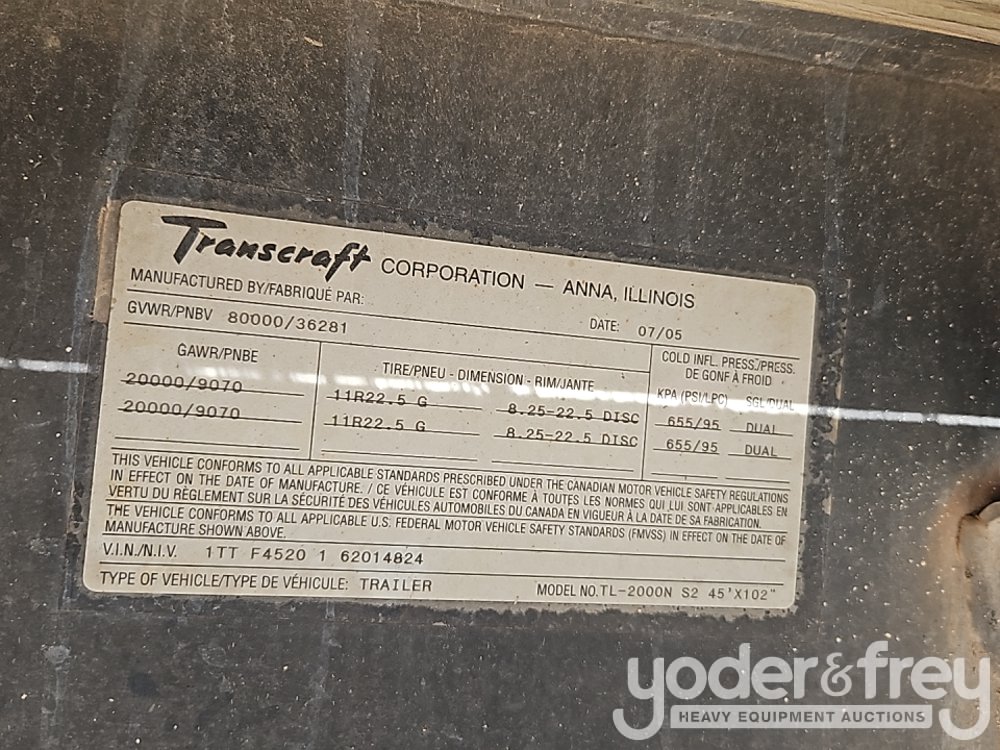 Transcraft CORPORATION — ANNA, ILLINOIS
MANUFACTURED BY/FABRIQUÉ PAR:
GVWR/PNBV 80000/36281 DATE: 07/05
GAWR/PNBE TIRE/PNEU - DIMENSION - RIM/JANTE COLD INFL. PRESS./PRESS.
DE GONF À FROID
KPA (PSI/LPC) SGL/DUAL
20000/9070 11R22.5 G 8.25-22.5 DISC 655/95 DUAL
20000/9070 11R22.5 G 8.25-22.5 DISC 655/95 DUAL
THIS VEHICLE CONFORMS TO ALL APPLICABLE STANDARDS PRESCRIBED UNDER THE CANADIAN MOTOR VEHICLE SAFETY REGULATIONS
IN EFFECT ON THE DATE OF MANUFACTURE. / CE VÉHICULE EST CONFORME À TOUTES LES NORMES QUI LUI SONT APPLICABLES EN
VERTU DU RÈGLEMENT SUR LA SÉCURITÉ DES VÉHICULES AUTOMOBILES DU CANADA EN VIGUEUR À LA DATE DE SA FABRICATION.
THE VEHICLE CONFORMS TO ALL APPLICABLE U.S. FEDERAL MOTOR VEHICLE SAFETY STANDARDS (FMVSS) IN EFFECT ON THE DATE OF
MANUFACTURE SHOWN ABOVE.
V.I.N./N.I.V. 1TT F4520 1 62014824
TYPE OF VEHICLE/TYPE DE VÉHICULE: TRAILER MODEL NO. TL-2000N S2 45'X102"
yoder&frey
HEAVY EQUIPMENT AUCTIONS